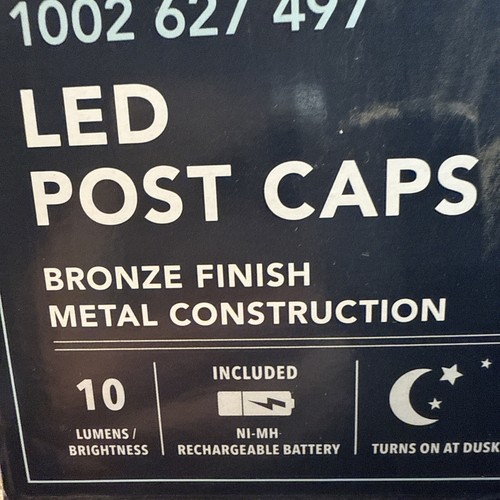 1002 627 497
LED
POST CAPS
BRONZE FINISH
METAL CONSTRUCTION
10
LUMENS /
BRIGHTNESS
INCLUDED
NI-MH
RECHARGEABLE BATTERY
TURNS ON AT DUSK